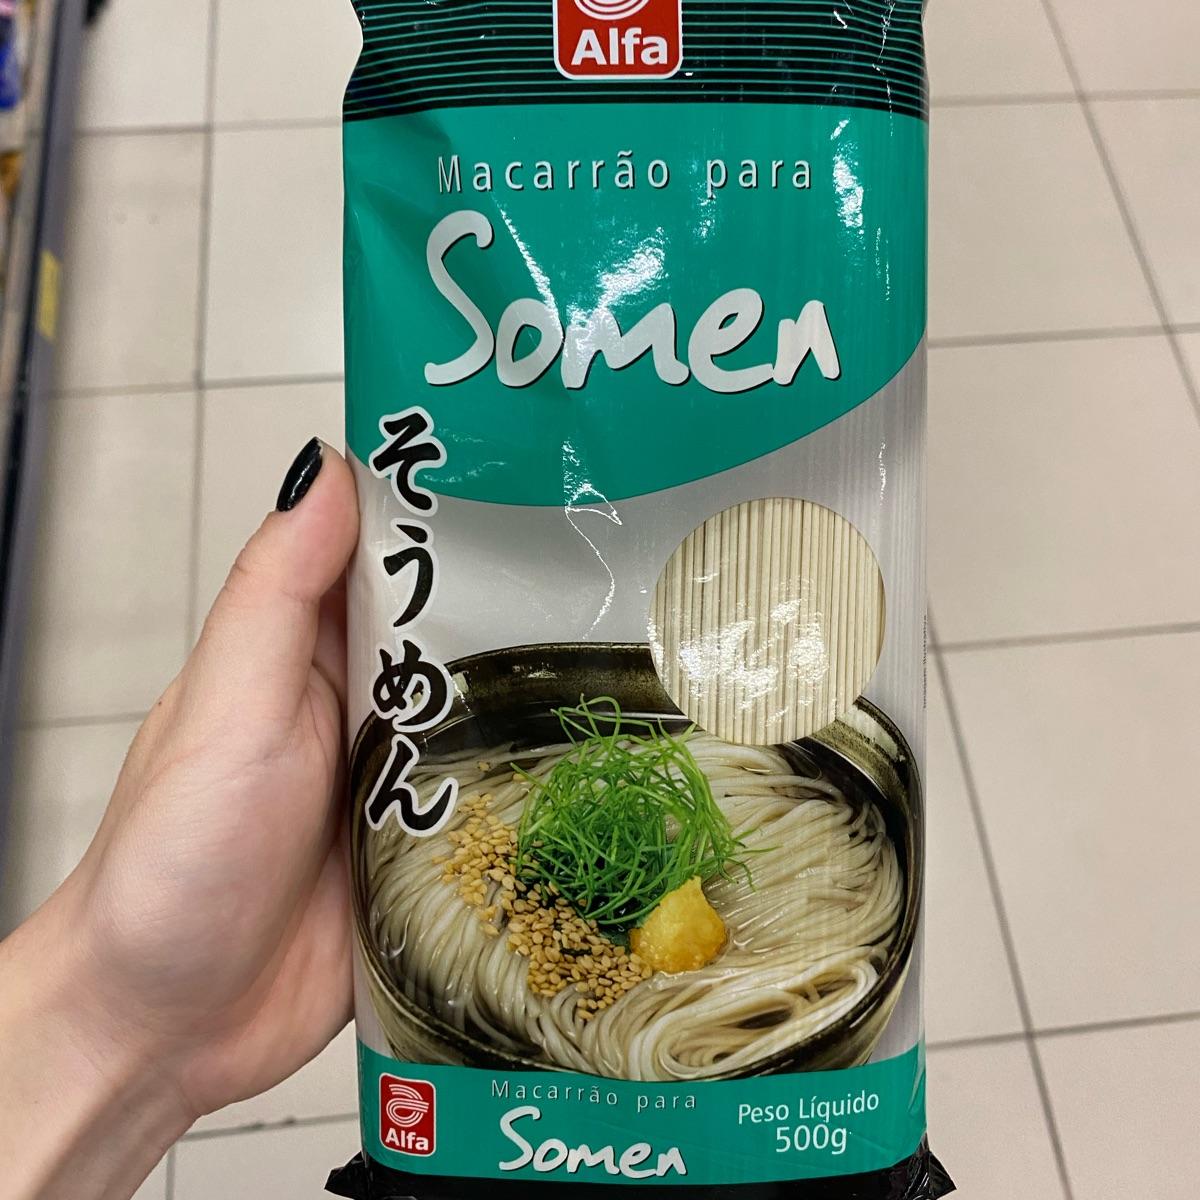 Alfa
Macarrão para
Somen
そうめん
Alfa
Macarrão para
Somen
Peso Líquido
500g